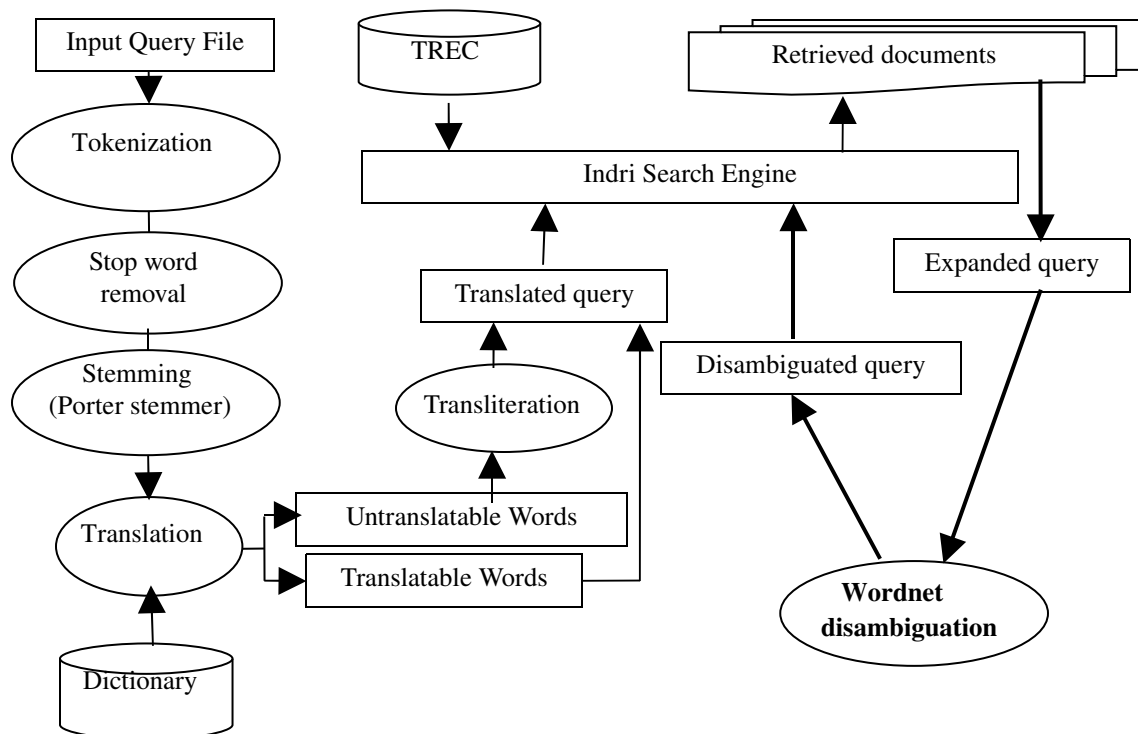 Input Query File
TREC
Retrieved documents
Tokenization
Indri Search Engine
Stop word
removal
Expanded query
Translated query
Stemming
(Porter stemmer)
Disambiguated query
Transliteration
Untranslatable Words
Translation
Translatable Words
Wordnet
disambiguation
Dictionary